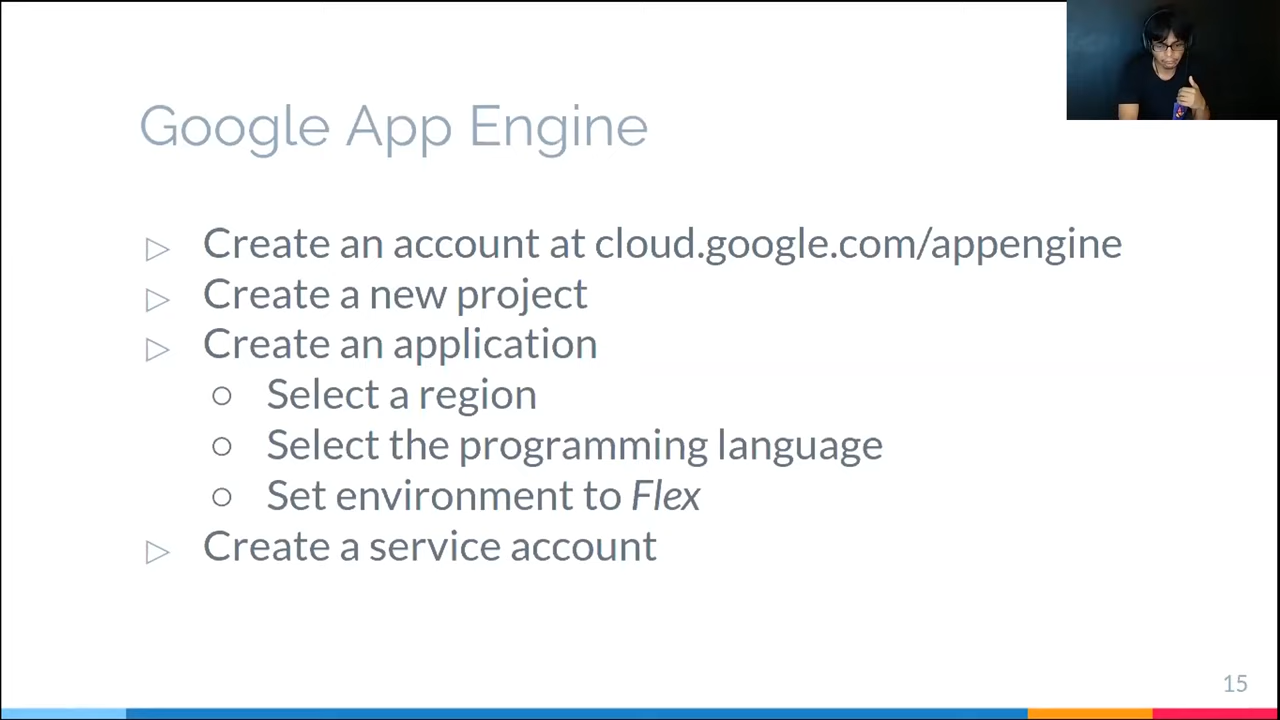 Google App Engine
▷ Create an account at cloud.google.com/appengine
▷ Create a new project
▷ Create an application
○ Select a region
○ Select the programming language
○ Set environment to Flex
▷ Create a service account
15